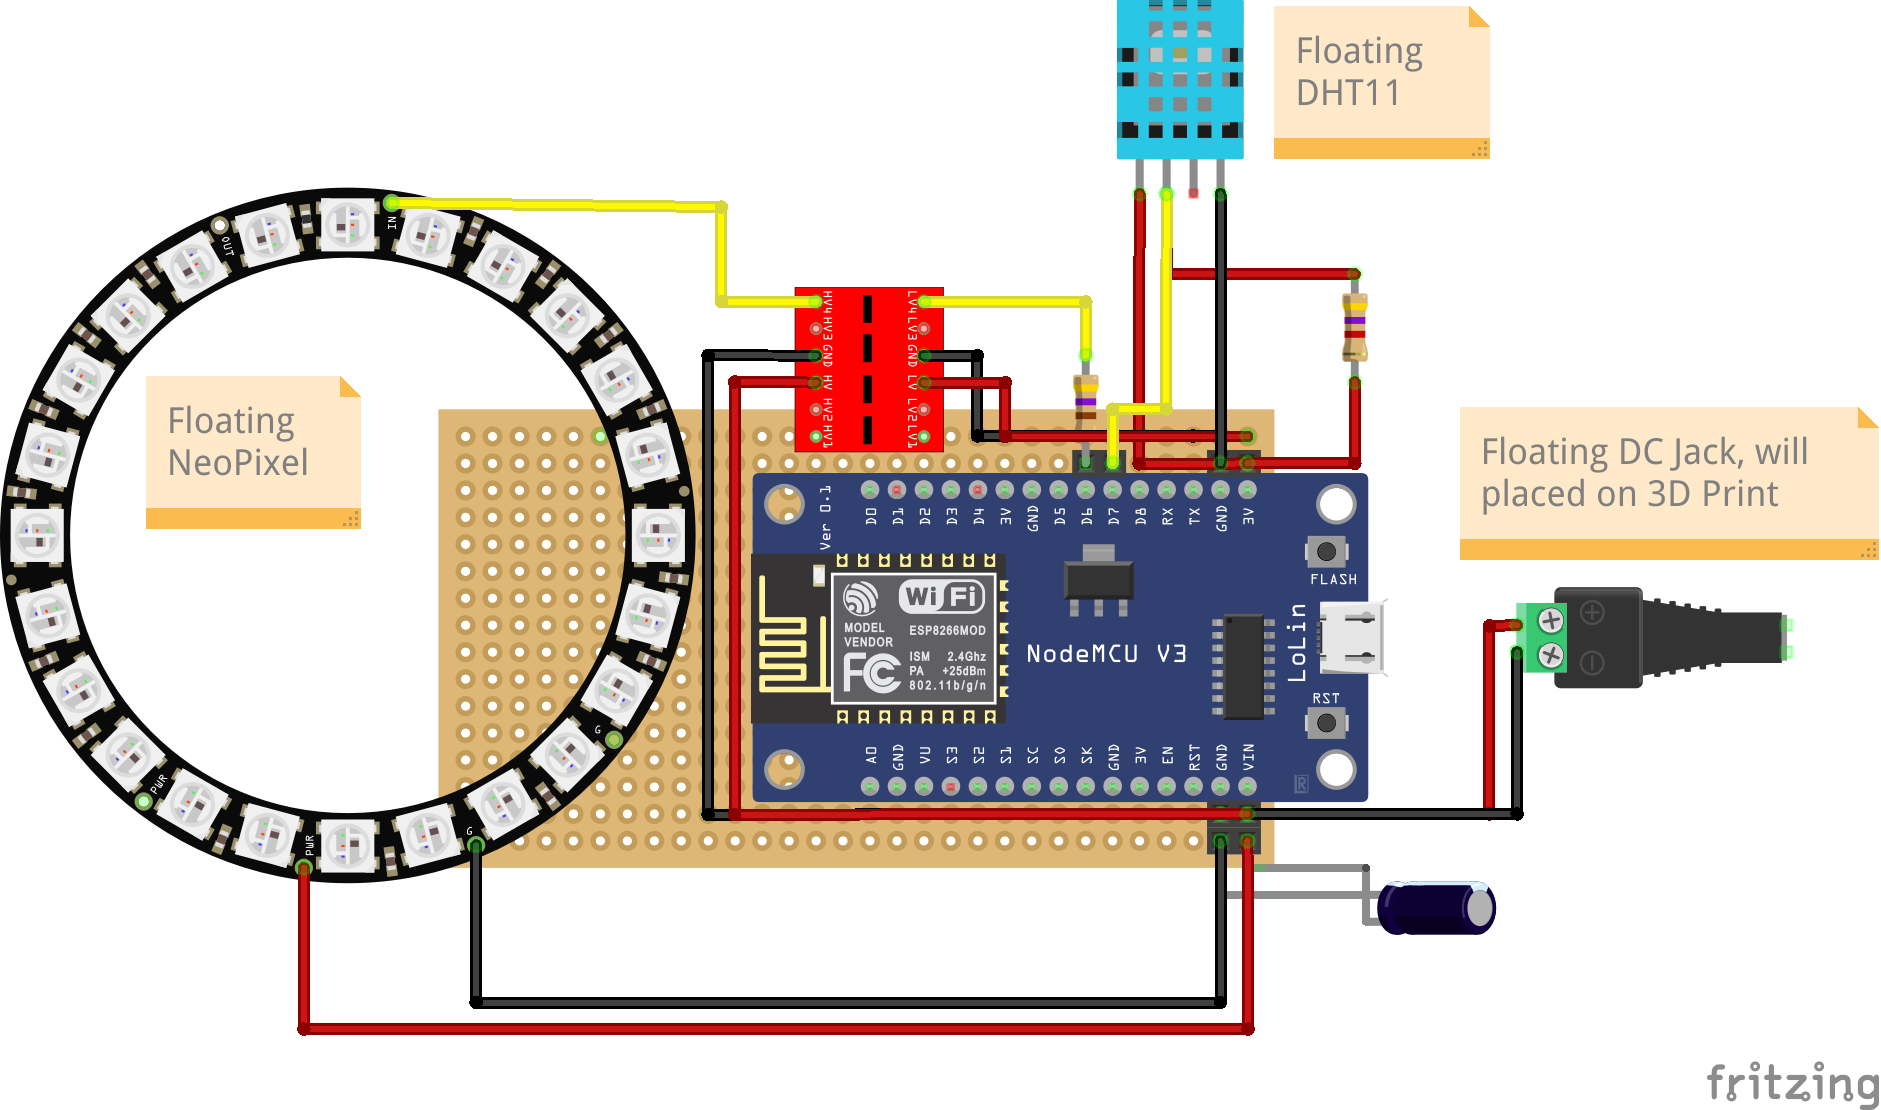 Floating
DHT11
IN
OUT
HV4 HV3 GND HV HV2 HV1
LV4 LV3 GND LV LV2 LV1
Floating
NeoPixel
Floating DC Jack, will
placed on 3D Print
Ver 0.1
D0 D1 D2 D3 D4 3V GND D5 D6 D7 D8 RX TX GND 3V
FLASH
WiFi
MODEL
VENDOR
ESP8266MOD
ISM 2.4Ghz
PA +25dBm
802.11b/g/n
FC
NodeMCU V3
LoLin
RST
A0 GND VU S3 S2 S1 SC S0 SK GND 3V EN RST GND VIN
G
PWR
PWR
G
R
fritzing